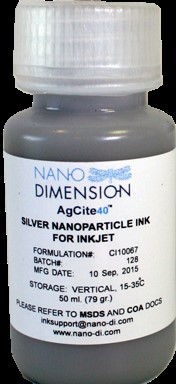 NANO
DIMENSION
AgCite40™
SILVER NANOPARTICLE INK
FOR INKJET
FORMULATION#: CI10067
BATCH#: 128
MFG DATE: 10 Sep, 2015
STORAGE: VERTICAL, 15-35C°
50 ml. (79 gr.)
PLEASE REFER TO MSDS AND COA DOCS
inksupport@nano-di.com
www.nano-di.com